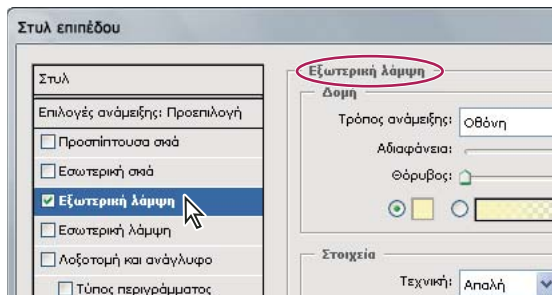 Στυλ επιπέδου
Στυλ
Επιλογές ανάμειξης: Προεπιλογή
Προσπίπτουσα σκιά
Εσωτερική σκιά
Εξωτερική λάμψη
Εσωτερική λάμψη
Λοξοτομή και ανάγλυφο
Τύπος περιγράμματος
Εξωτερική λάμψη
Δομή
Τρόπος ανάμειξης: Οθόνη
Αδιαφάνεια:
Θόρυβος:
Στοιχεία
Τεχνική: Απαλή